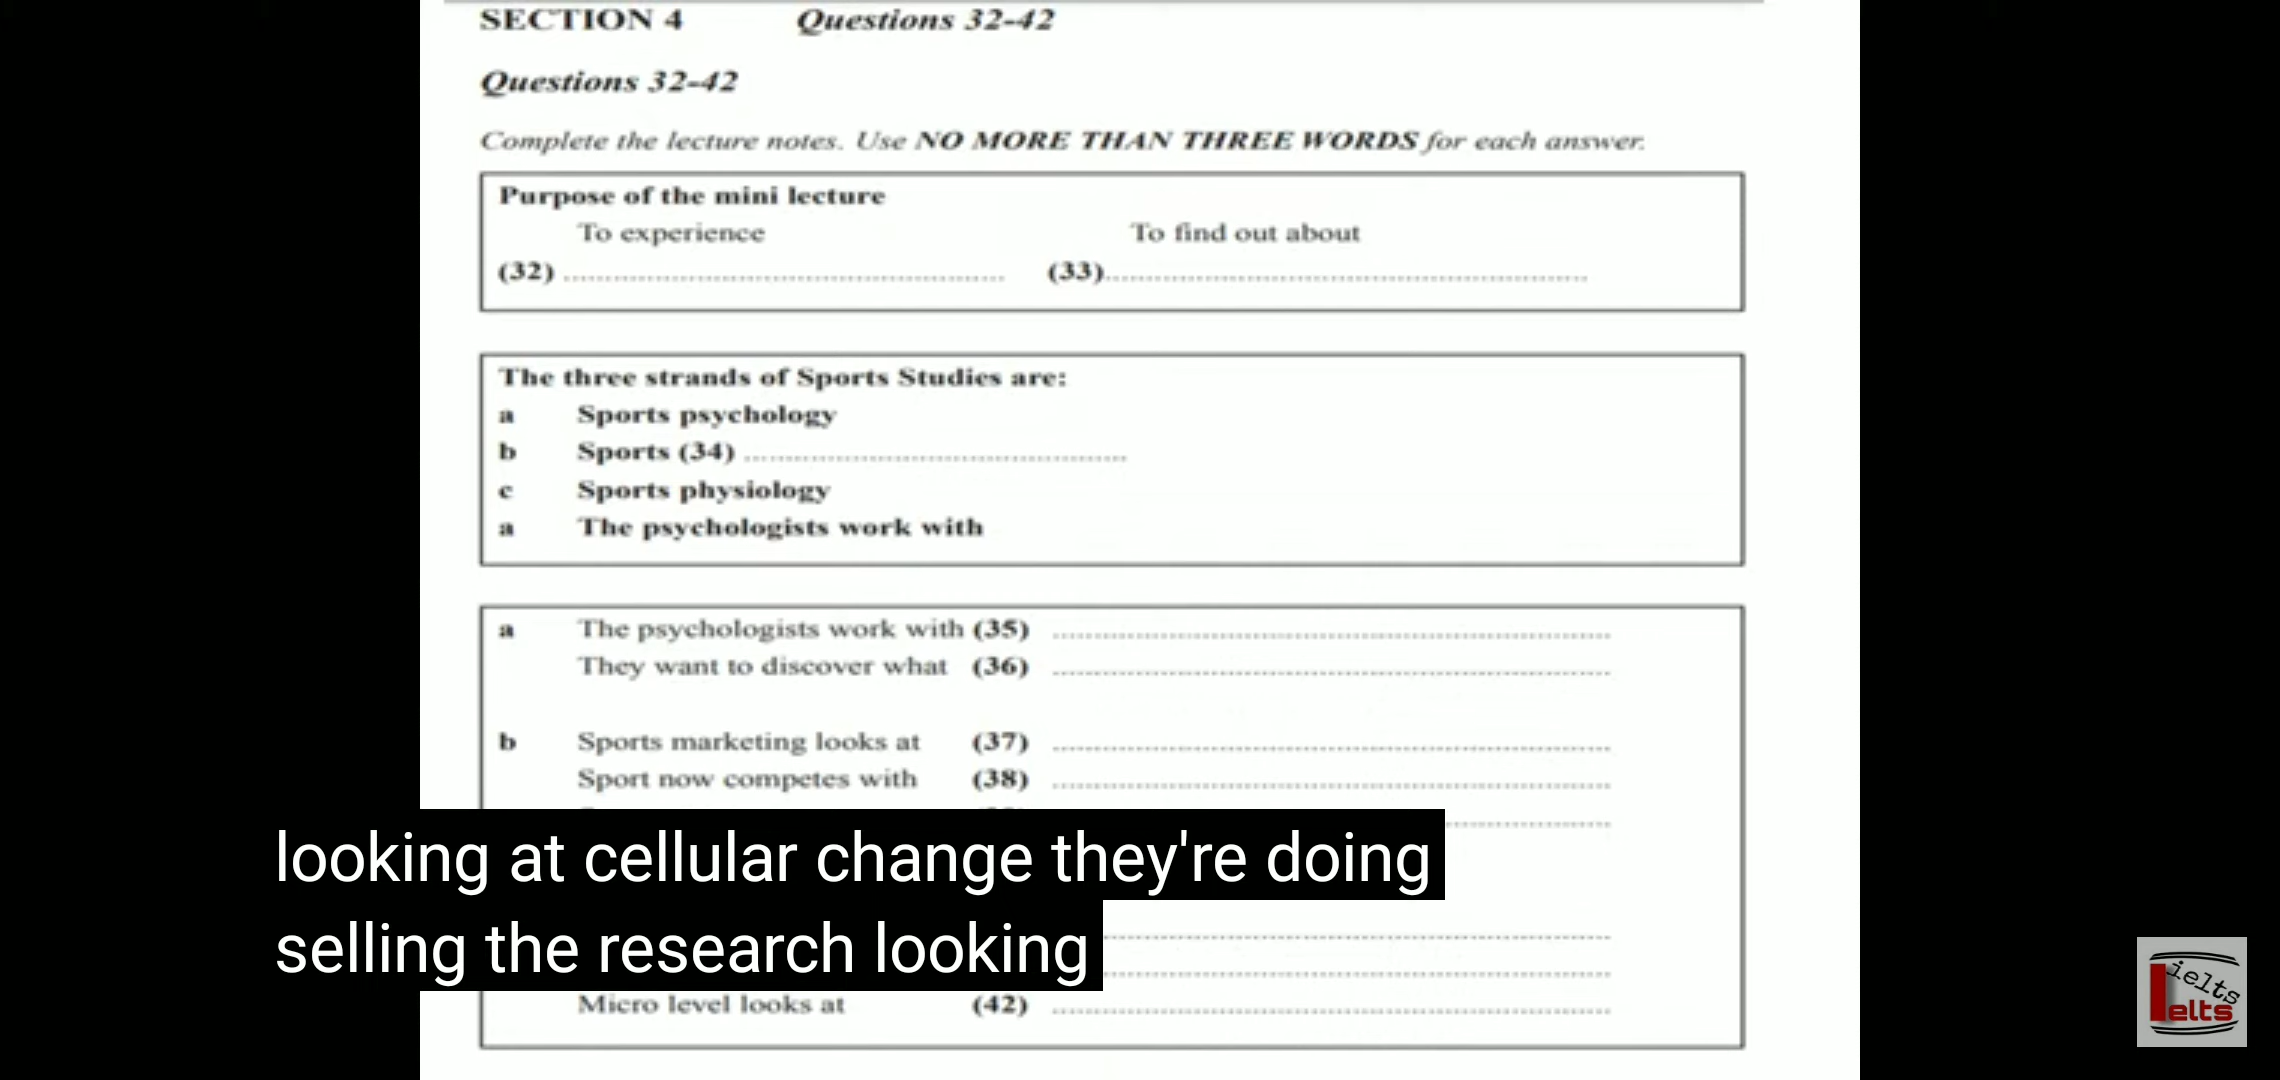 SECTION 4 Questions 32-42
Questions 32-42
Complete the lecture notes. Use NO MORE THAN THREE WORDS for each answer.
Purpose of the mini lecture
To experience To find out about
(32) ........................ (33)........................
The three strands of Sports Studies are:
a Sports psychology
b Sports (34) ........................
c Sports physiology
a The psychologists work with
a The psychologists work with (35) ........................
They want to discover what (36) ........................
b Sports marketing looks at (37) ........................
Sport now competes with (38) ........................
looking at cellular change they're doing
selling the research looking
Micro level looks at (42) ........................
ielts
Ielts